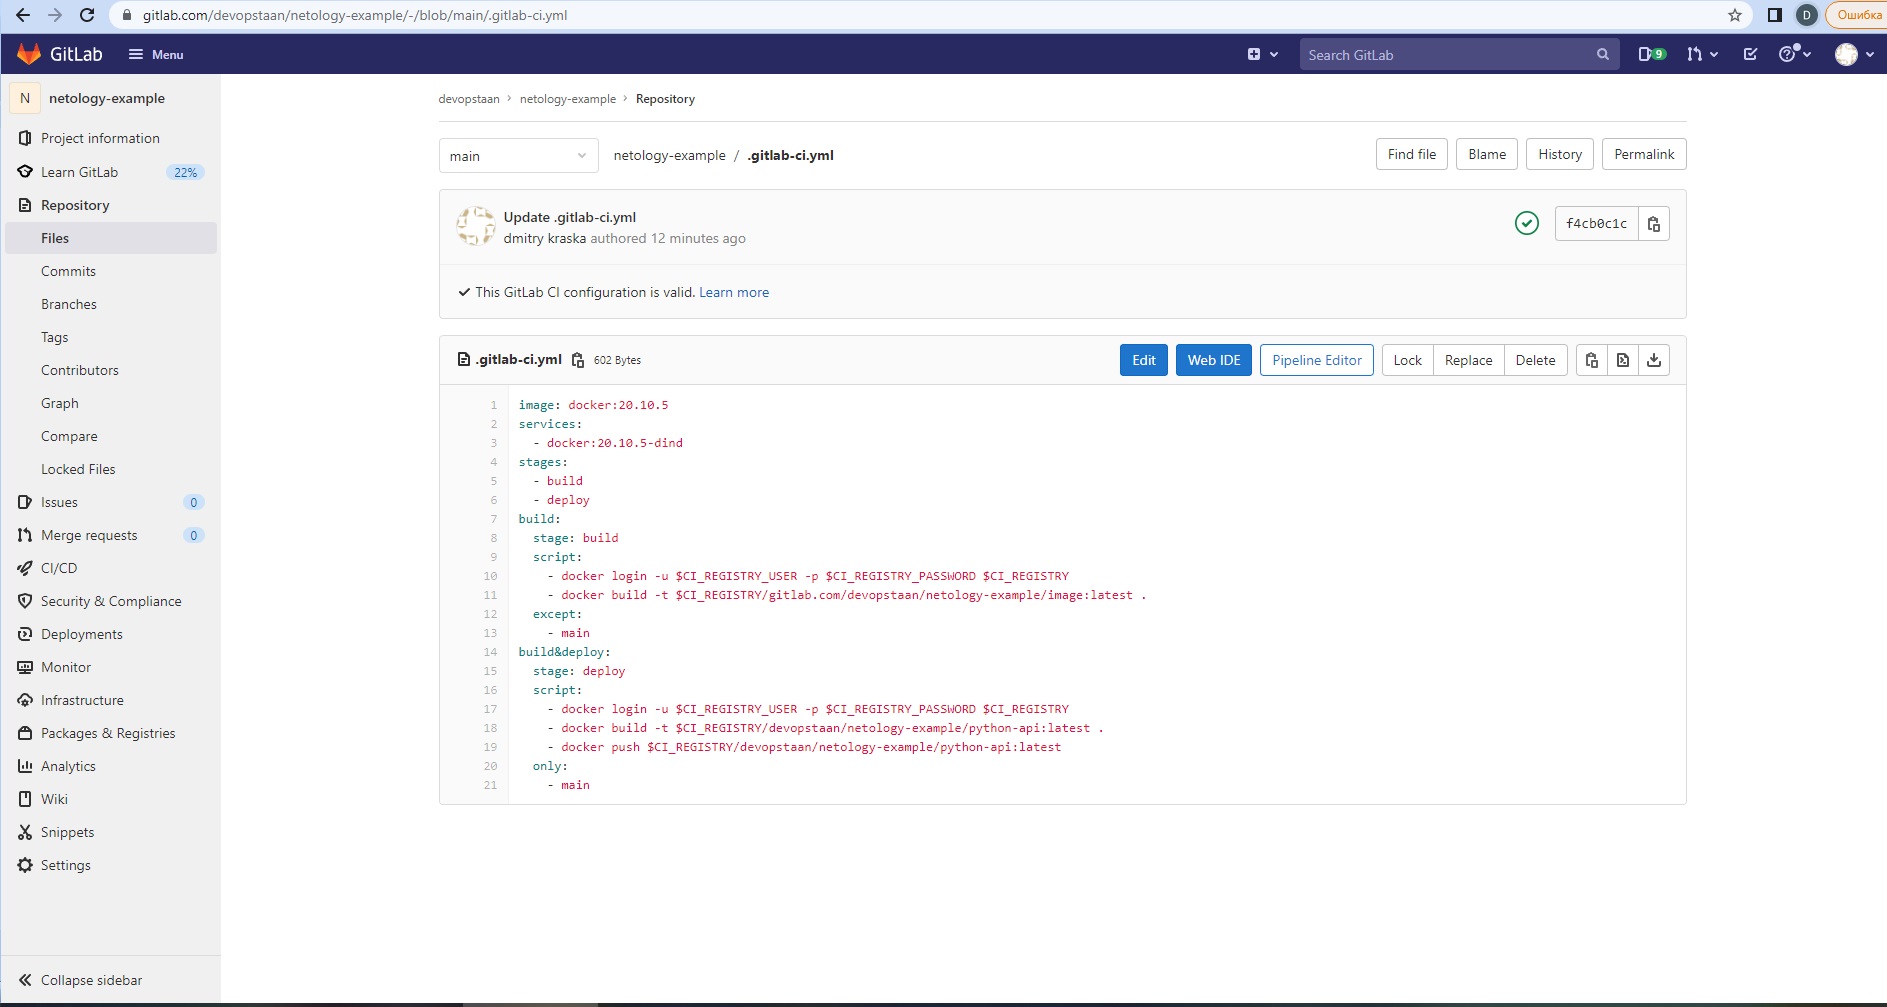 gitlab.com/devopstaan/netology-example/-/blob/main/.gitlab-ci.yml
D
Ошибка
GitLab
Menu
Search GitLab
9
N netology-example
Project information
Learn GitLab 22%
Repository
Files
Commits
Branches
Tags
Contributors
Graph
Compare
Locked Files
Issues 0
Merge requests 0
CI/CD
Security & Compliance
Deployments
Monitor
Infrastructure
Packages & Registries
Analytics
Wiki
Snippets
Settings
Collapse sidebar
devopstaan › netology-example › Repository
main
netology-example / .gitlab-ci.yml
Find file
Blame
History
Permalink
Update .gitlab-ci.yml
dmitry kraska authored 12 minutes ago
f4cb0c1c
This GitLab CI configuration is valid. Learn more
.gitlab-ci.yml 602 Bytes
Edit
Web IDE
Pipeline Editor
Lock
Replace
Delete
1 image: docker:20.10.5
2 services:
3   - docker:20.10.5-dind
4 stages:
5   - build
6   - deploy
7 build:
8   stage: build
9   script:
10     - docker login -u $CI_REGISTRY_USER -p $CI_REGISTRY_PASSWORD $CI_REGISTRY
11     - docker build -t $CI_REGISTRY/gitlab.com/devopstaan/netology-example/image:latest .
12   except:
13     - main
14 build&deploy:
15   stage: deploy
16   script:
17     - docker login -u $CI_REGISTRY_USER -p $CI_REGISTRY_PASSWORD $CI_REGISTRY
18     - docker build -t $CI_REGISTRY/devopstaan/netology-example/python-api:latest .
19     - docker push $CI_REGISTRY/devopstaan/netology-example/python-api:latest
20   only:
21     - main